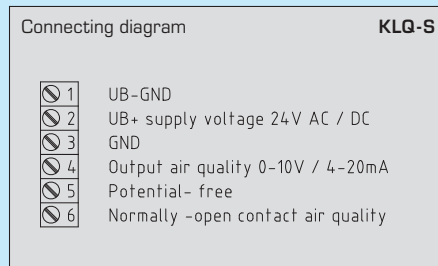 Connecting diagram KLQ-S
1 UB-GND
2 UB+ supply voltage 24V AC / DC
3 GND
4 Output air quality 0-10V / 4-20mA
5 Potential- free
6 Normally -open contact air quality